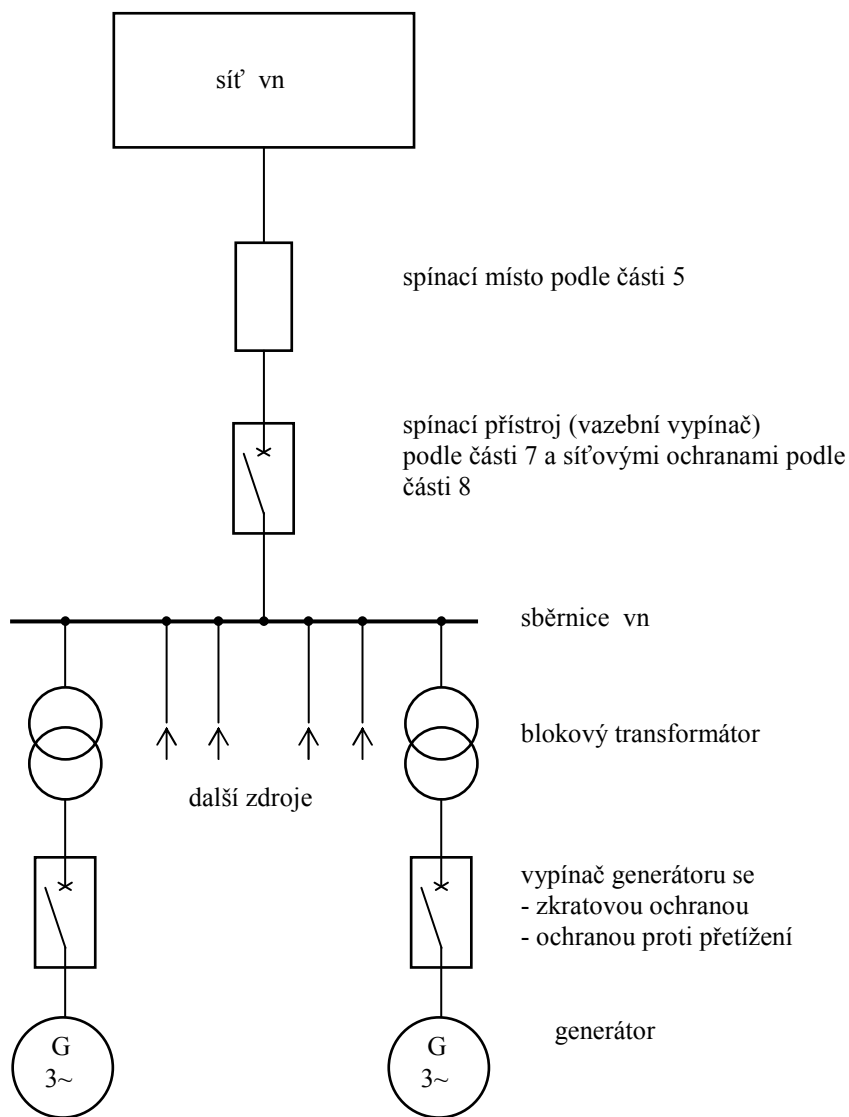 síť vn
spínací místo podle části 5
spínací přístroj (vazební vypínač)
podle části 7 a síťovými ochranami podle
části 8
sběrnice vn
blokový transformátor
další zdroje
vypínač generátoru se
- zkratovou ochranou
- ochranou proti přetížení
generátor
G
3~
G
3~